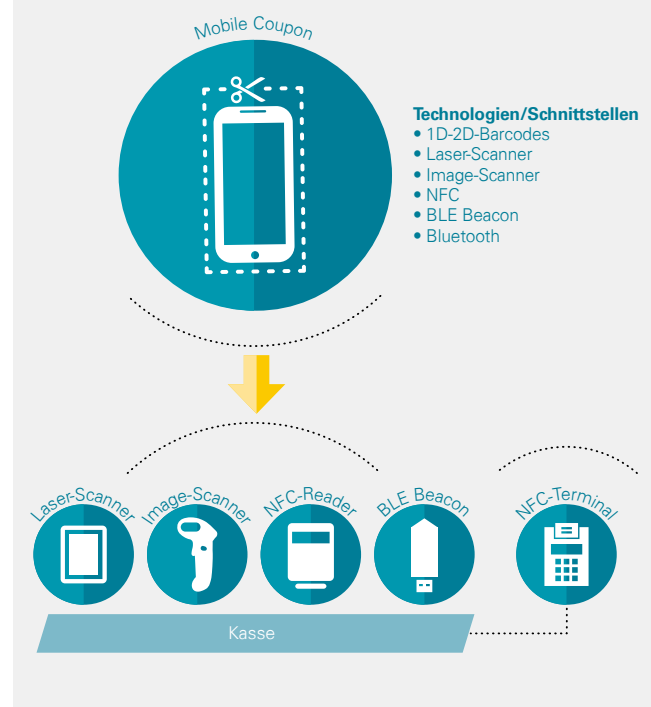 Mobile Coupon
Technologien/Schnittstellen
• 1D-2D-Barcodes
• Laser-Scanner
• Image-Scanner
• NFC
• BLE Beacon
• Bluetooth
Laser-Scanner
Image-Scanner
NFC-Reader
BLE Beacon
NFC-Terminal
Kasse